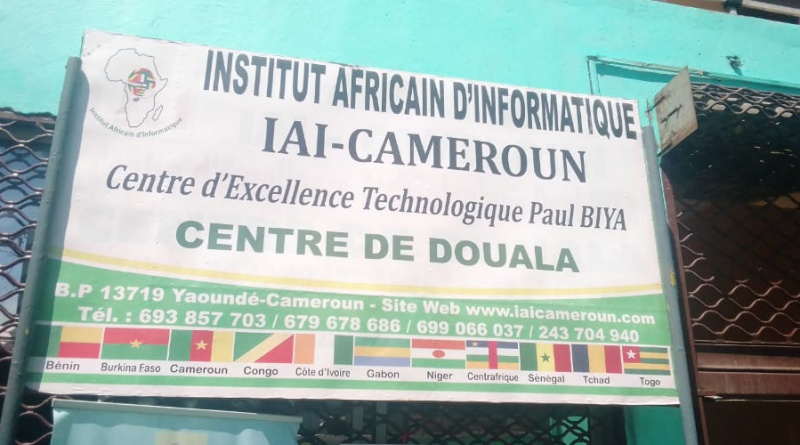 INSTITUT AFRICAIN D'INFORMATIQUE
Institut Africain d'Informatique
IAI-CAMEROUN
Centre d'Excellence Technologique Paul BIYA
CENTRE DE DOUALA
B.P 13719 Yaoundé-Cameroun - Site Web www.iaicameroun.com
Tél. : 693 857 703 / 679 678 686 / 699 066 037 / 243 704 940
Bénin Burkina Faso Cameroun Congo Côte d'Ivoire Gabon Niger Centrafrique Sénégal Tchad Togo